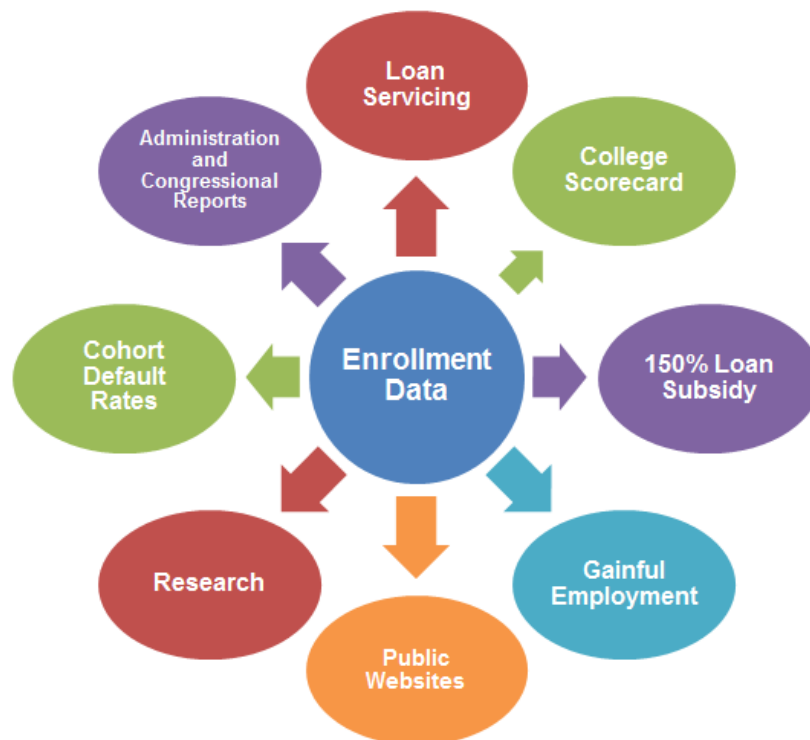 Loan
Servicing
College
Scorecard
150% Loan
Subsidy
Gainful
Employment
Public
Websites
Research
Cohort
Default
Rates
Administration
and
Congressional
Reports
Enrollment
Data